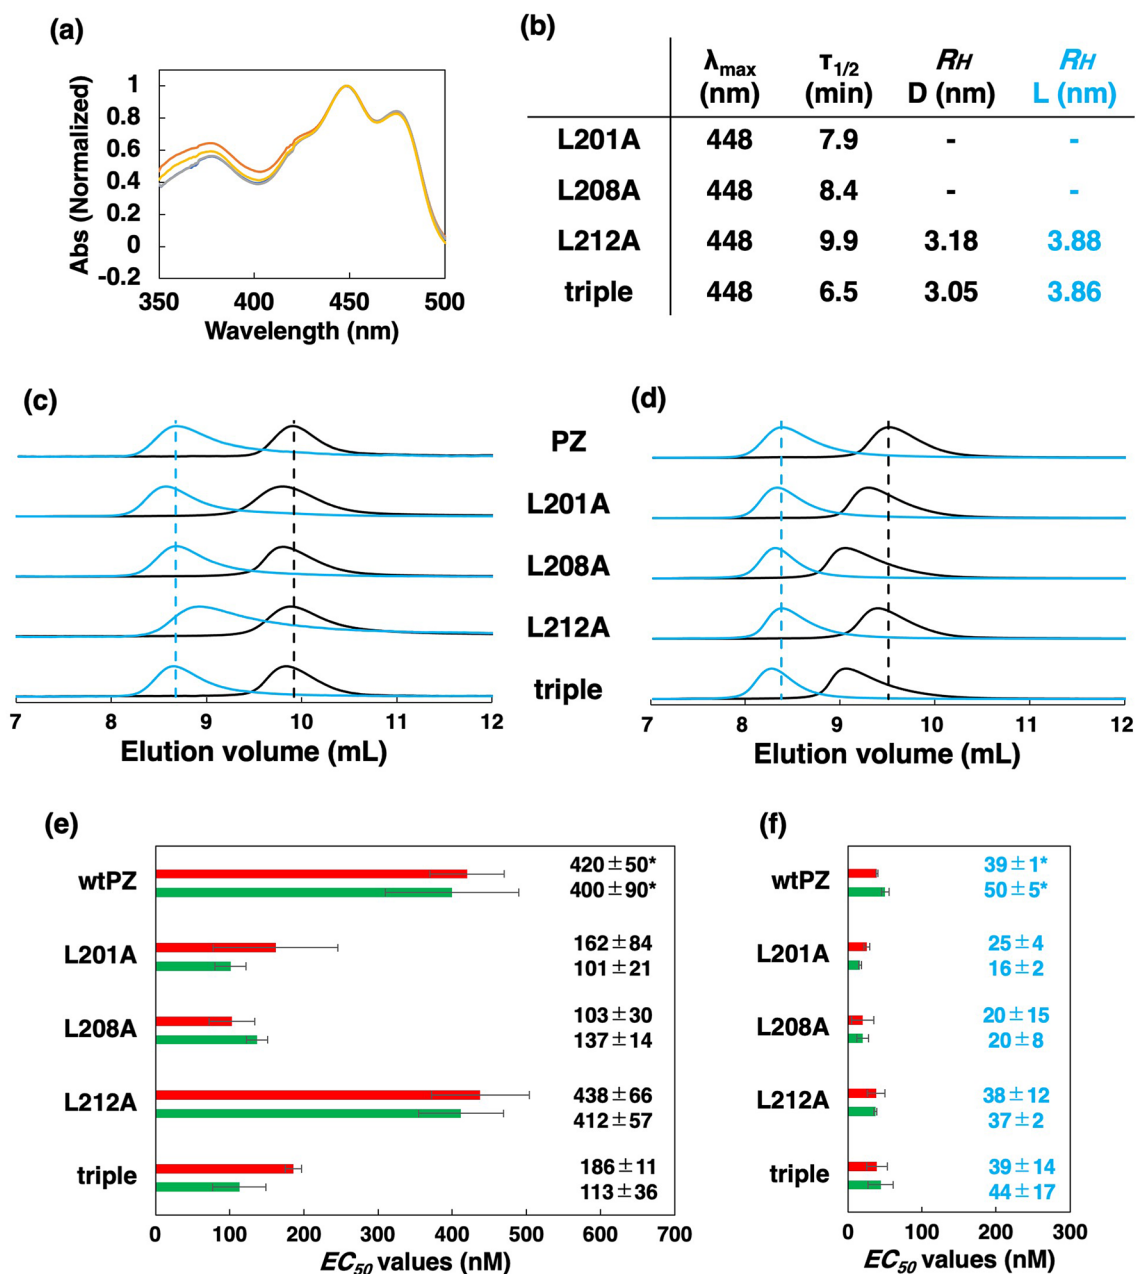 (a)
Abs (Normalized)
1
0.8
0.6
0.4
0.2
0
-0.2
350 400 450 500
Wavelength (nm)
(b)
λmax (nm) τ1/2 (min) RH D (nm) RH L (nm)
L201A 448 7.9 - -
L208A 448 8.4 - -
L212A 448 9.9 3.18 3.88
triple 448 6.5 3.05 3.86
(c)
(d)
PZ
L201A
L208A
L212A
triple
7 8 9 10 11 12
Elution volume (mL)
7 8 9 10 11 12
Elution volume (mL)
(e)
wtPZ
420±50*
400±90*
L201A
162±84
101±21
L208A
103±30
137±14
L212A
438±66
412±57
triple
186±11
113±36
0 100 200 300 400 500 600 700
EC50 values (nM)
(f)
wtPZ
39±1*
50±5*
L201A
25±4
16±2
L208A
20±15
20±8
L212A
38±12
37±2
triple
39±14
44±17
0 100 200 300
EC50 values (nM)